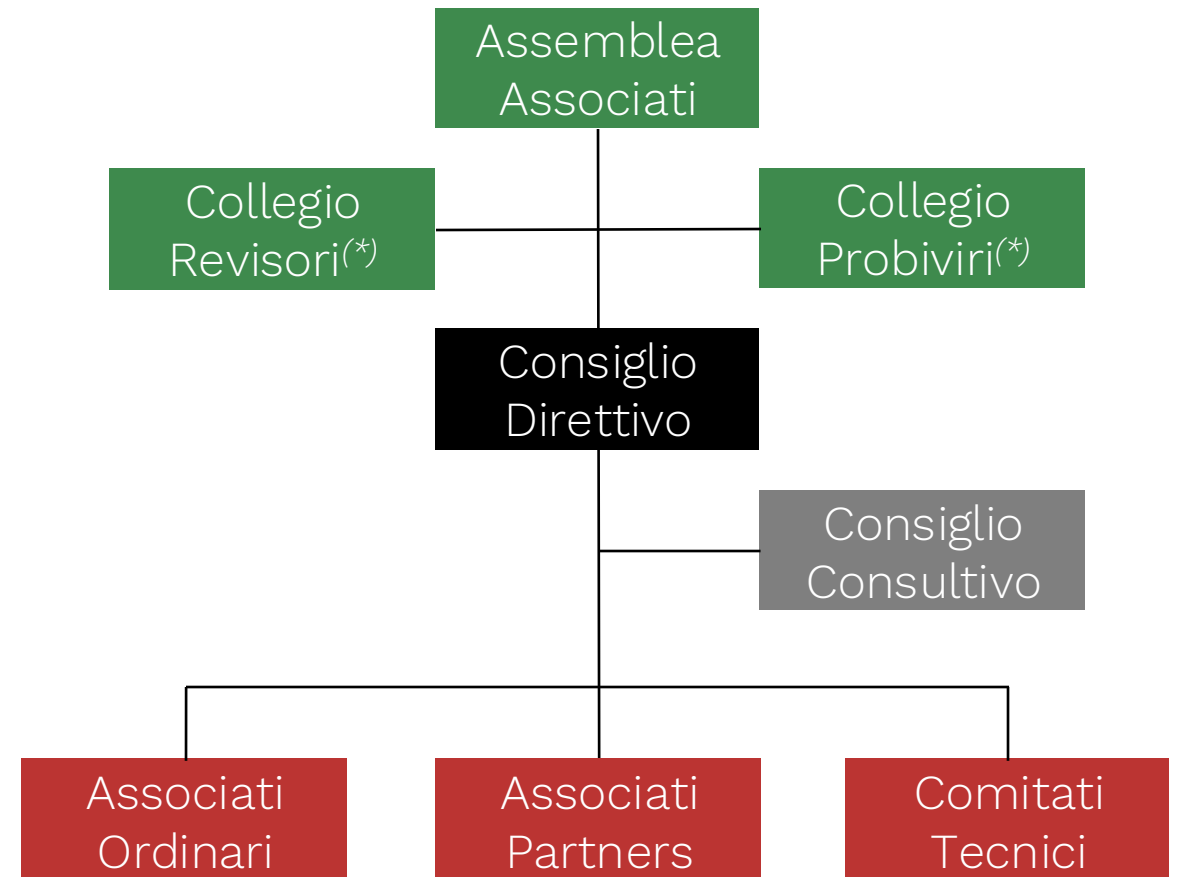 Assemblea
Associati
Collegio
Revisori(*)
Collegio
Probiviri(*)
Consiglio
Direttivo
Consiglio
Consultivo
Associati
Ordinari
Associati
Partners
Comitati
Tecnici